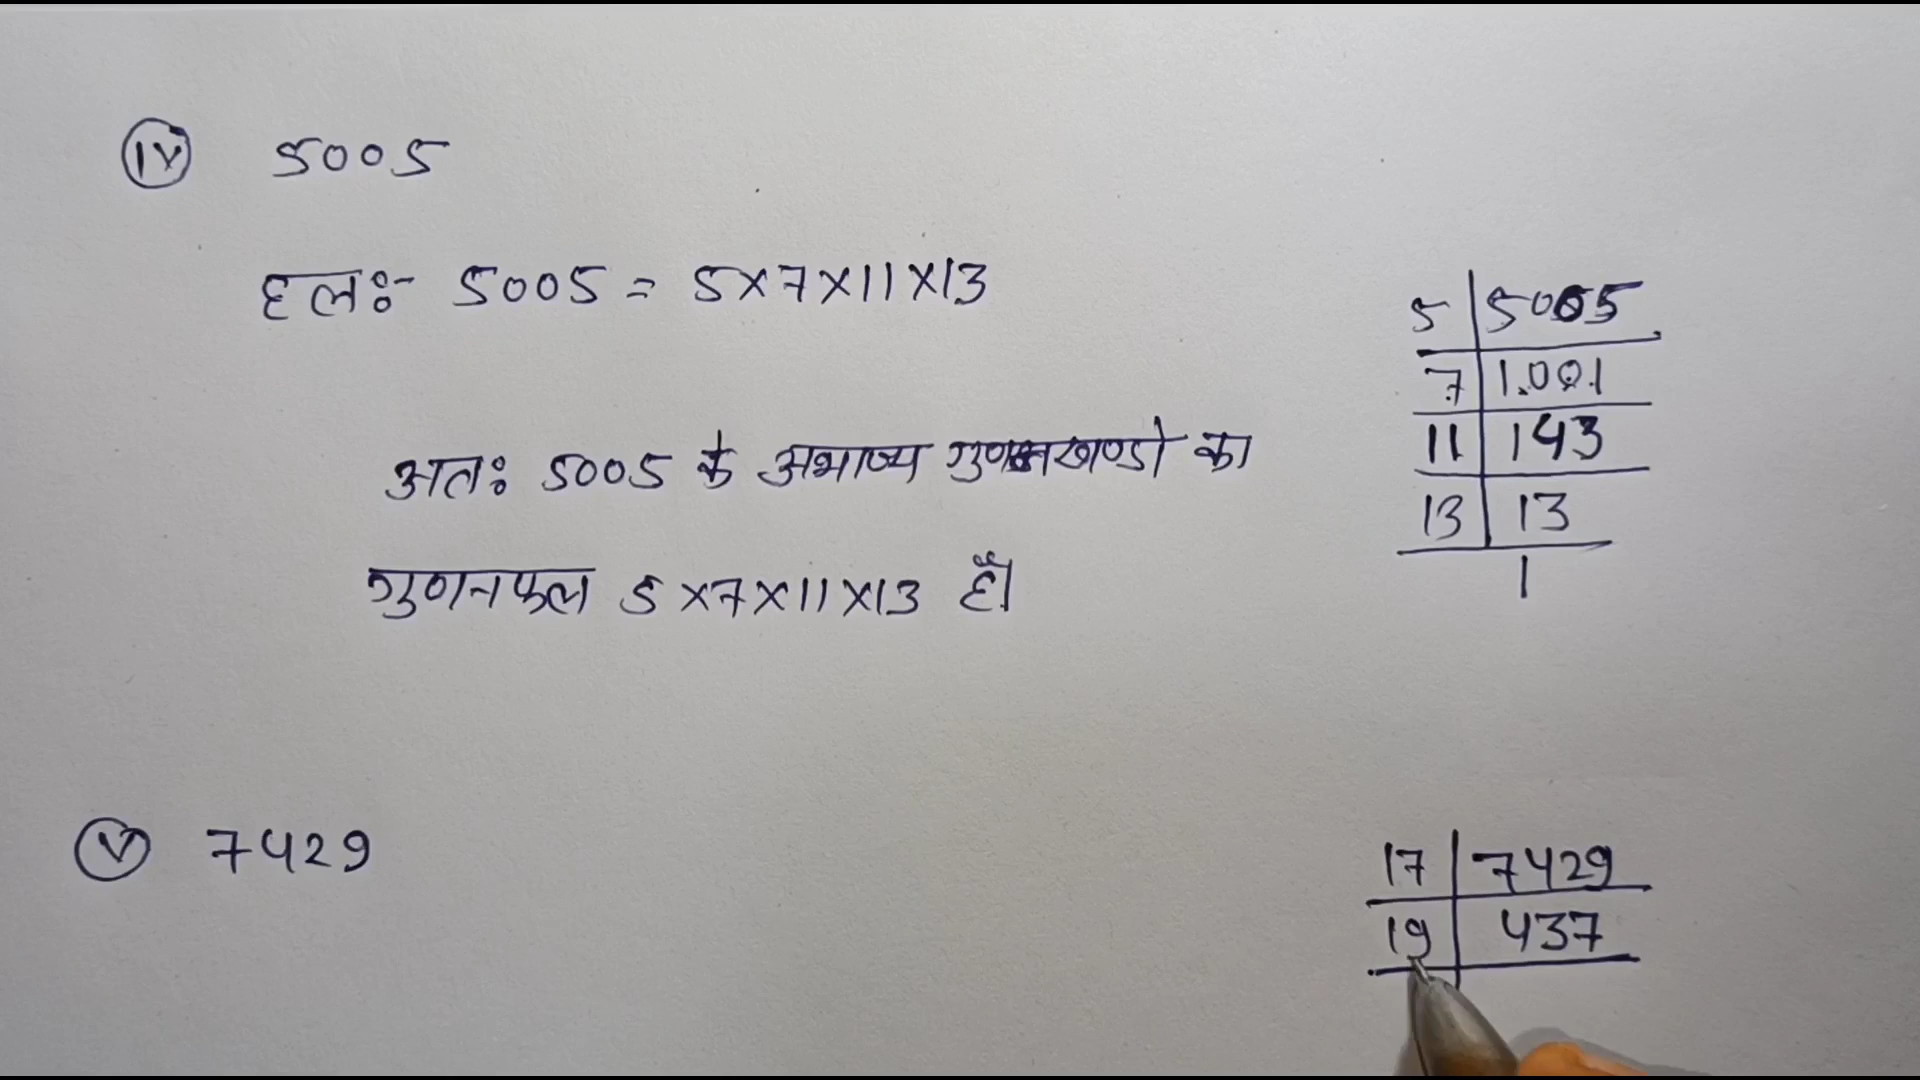 IV 5005
हलः- 5005 = 5×7×11×13
5 | 5005
7 | 1001
11 | 143
13 | 13
1
अतः 5005 के अभाज्य गुणनखण्डो का
गुणनफल 5×7×11×13 हैं।
V 7429
17 | 7429
19 | 437